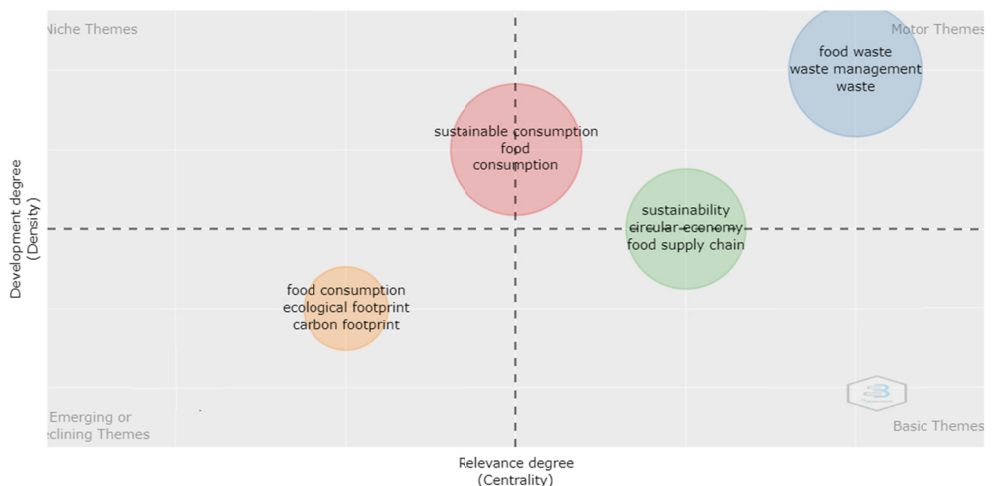 Niche Themes
Motor Themes
food waste
waste management
waste
sustainable consumption
food
consumption
sustainability
circular economy
food supply chain
food consumption
ecological footprint
carbon footprint
Development degree
(Density)
Emerging or
eclining Themes
Basic Themes
Relevance degree
(Centrality)